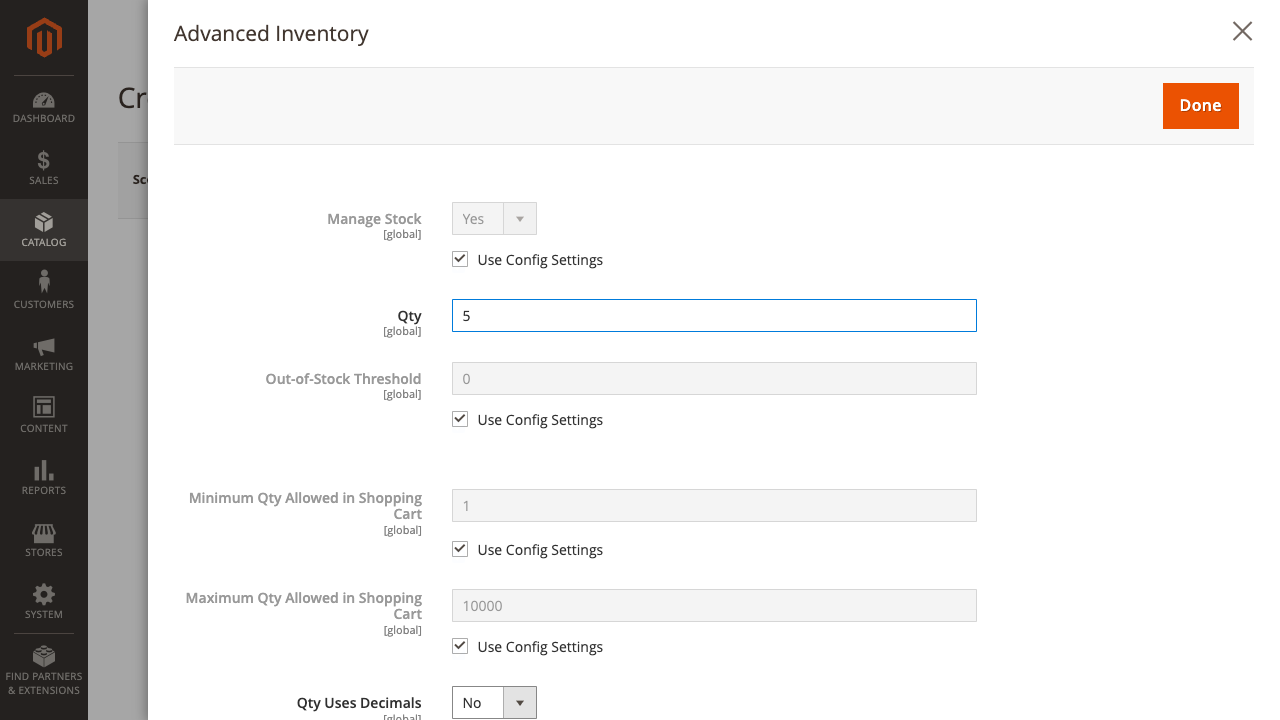 Advanced Inventory
Cr
Done
DASHBOARD
Sc
SALES
CATALOG
CUSTOMERS
MARKETING
CONTENT
REPORTS
STORES
SYSTEM
FIND PARTNERS
& EXTENSIONS
Manage Stock
[global]
Yes
Use Config Settings
Qty
[global]
5
Out-of-Stock Threshold
[global]
0
Use Config Settings
Minimum Qty Allowed in Shopping
Cart
[global]
1
Use Config Settings
Maximum Qty Allowed in Shopping
Cart
[global]
10000
Use Config Settings
Qty Uses Decimals
[global]
No